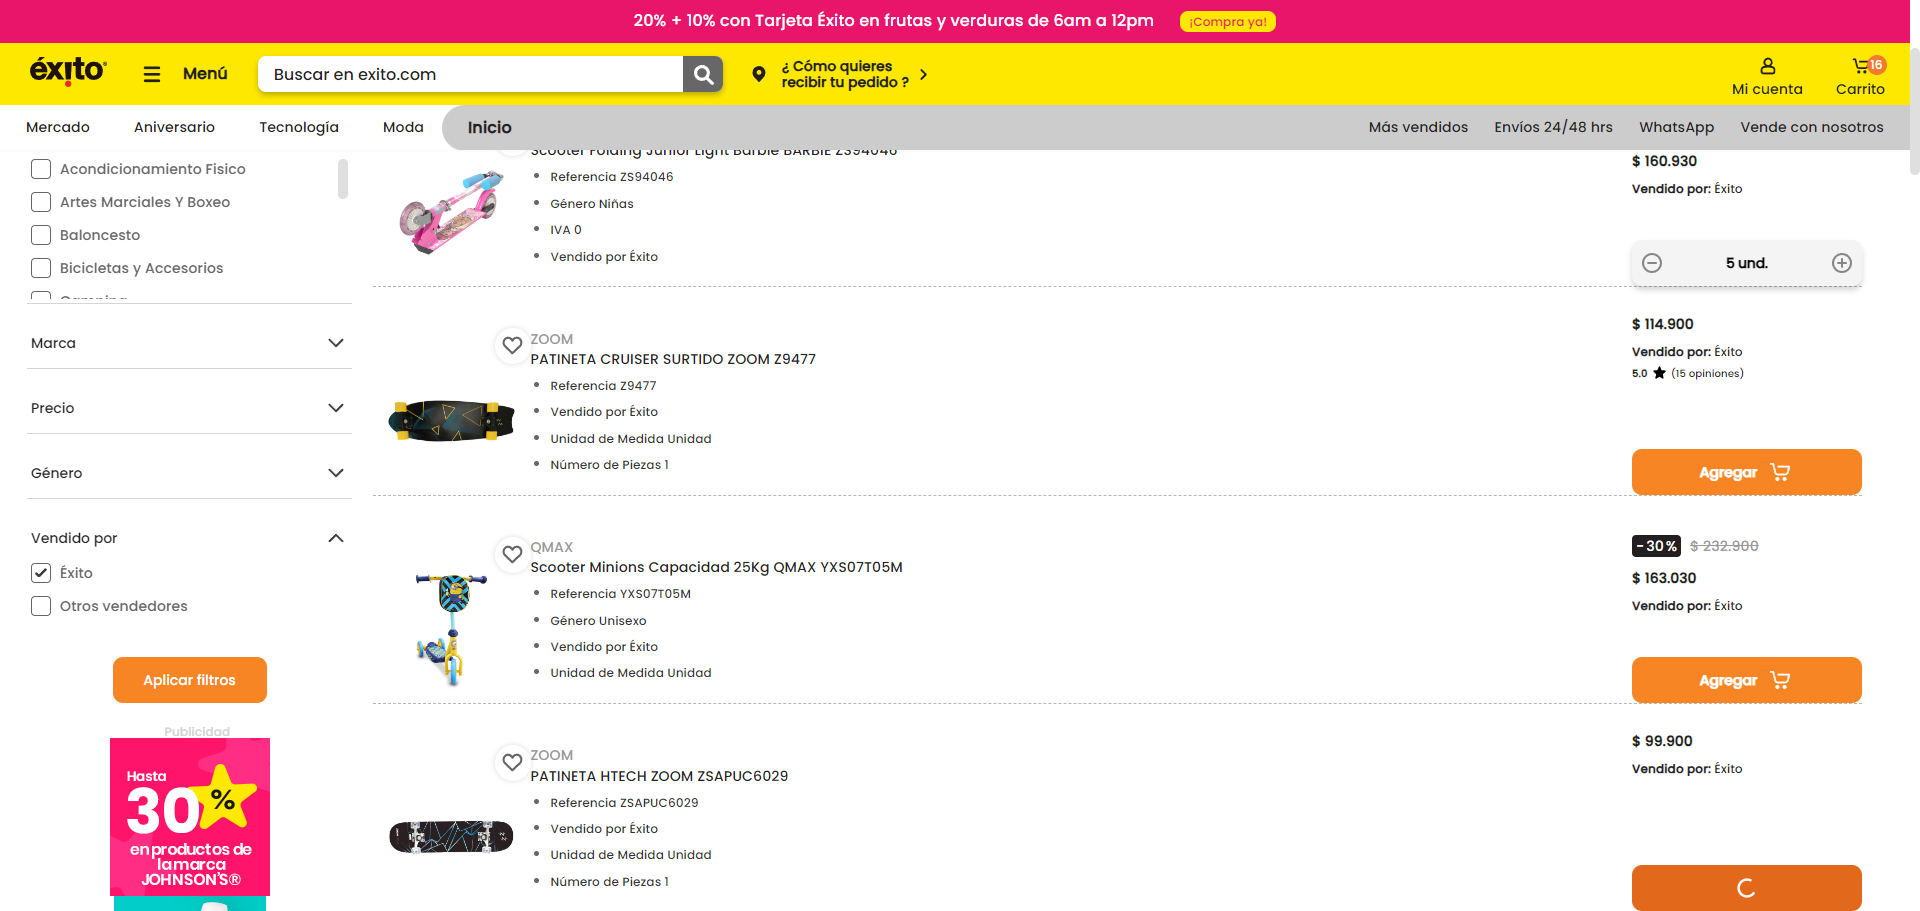 20% + 10% con Tarjeta Éxito en frutas y verduras de 6am a 12pm ¡Compra ya!
éxito
Menú
Buscar en exito.com
¿ Cómo quieres
recibir tu pedido ?
Mi cuenta
16
Carrito
Mercado Aniversario Tecnología Moda Inicio Más vendidos Envíos 24/48 hrs WhatsApp Vende con nosotros
Acondicionamiento Fisico
Artes Marciales Y Boxeo
Baloncesto
Bicicletas y Accesorios
Camping
Marca
Precio
Género
Vendido por
Éxito
Otros vendedores
Aplicar filtros
Publicidad
Hasta
30 %
en productos de
la marca
JOHNSON'S®
Scooter Folding Junior Light Barbie BARBIE ZS94046
Referencia ZS94046
Género Niñas
IVA 0
Vendido por Éxito
$ 160.930
Vendido por: Éxito
5 und.
ZOOM
PATINETA CRUISER SURTIDO ZOOM Z9477
Referencia Z9477
Vendido por Éxito
Unidad de Medida Unidad
Número de Piezas 1
$ 114.900
Vendido por: Éxito
5.0 (15 opiniones)
Agregar
QMAX
Scooter Minions Capacidad 25Kg QMAX YXS07T05M
Referencia YXS07T05M
Género Unisexo
Vendido por Éxito
Unidad de Medida Unidad
-30% $ 232.900
$ 163.030
Vendido por: Éxito
Agregar
ZOOM
PATINETA HTECH ZOOM ZSAPUC6029
Referencia ZSAPUC6029
Vendido por Éxito
Unidad de Medida Unidad
Número de Piezas 1
$ 99.900
Vendido por: Éxito